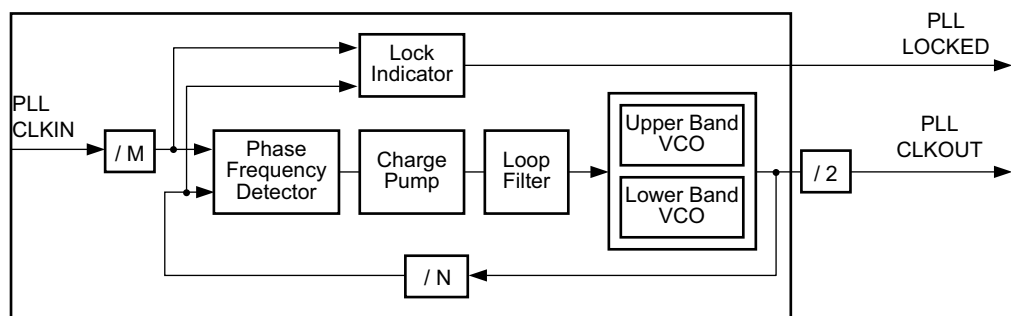 PLL
LOCKED
Lock
Indicator
PLL
CLKIN
/ M
Phase
Frequency
Detector
Charge
Pump
Loop
Filter
Upper Band
VCO
Lower Band
VCO
/ 2
PLL
CLKOUT
/ N